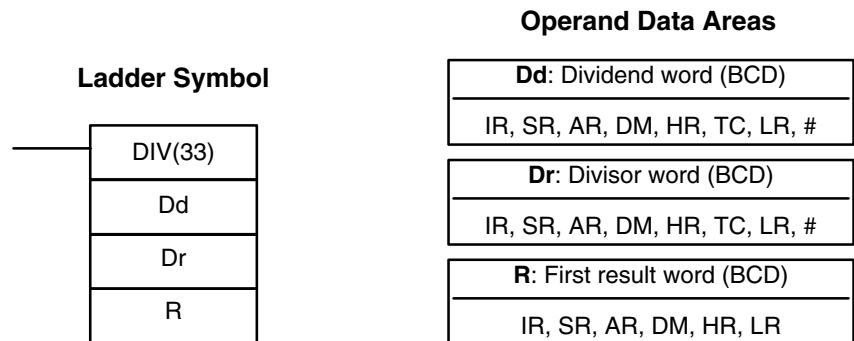 Operand Data Areas
Ladder Symbol
DIV(33)
Dd
Dr
R
Dd: Dividend word (BCD)
IR, SR, AR, DM, HR, TC, LR, #
Dr: Divisor word (BCD)
IR, SR, AR, DM, HR, TC, LR, #
R: First result word (BCD)
IR, SR, AR, DM, HR, LR